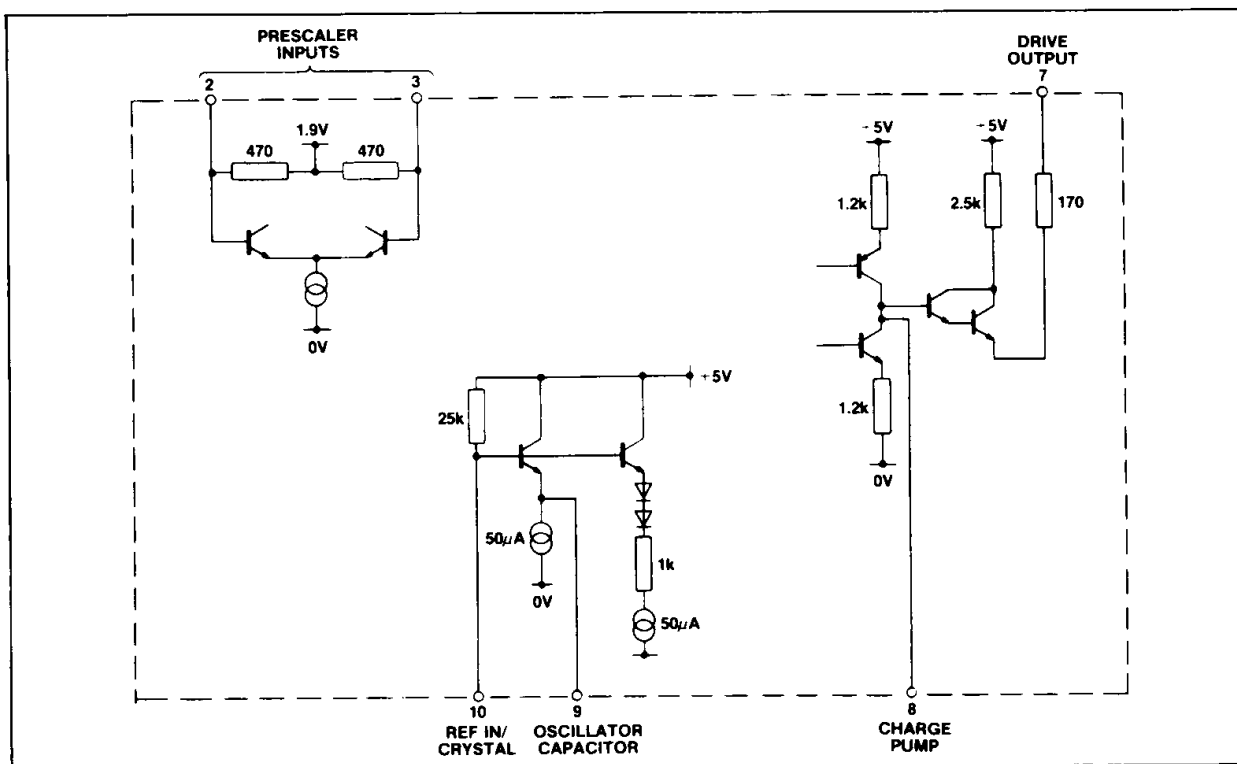 PRESCALER
INPUTS
2
3
DRIVE
OUTPUT
7
1.9V
470
470
0V
+5V
+5V
1.2k
2.5k
170
1.2k
0V
+5V
25k
50μA
0V
1k
50μA
10
9
8
REF IN/
CRYSTAL
OSCILLATOR
CAPACITOR
CHARGE
PUMP